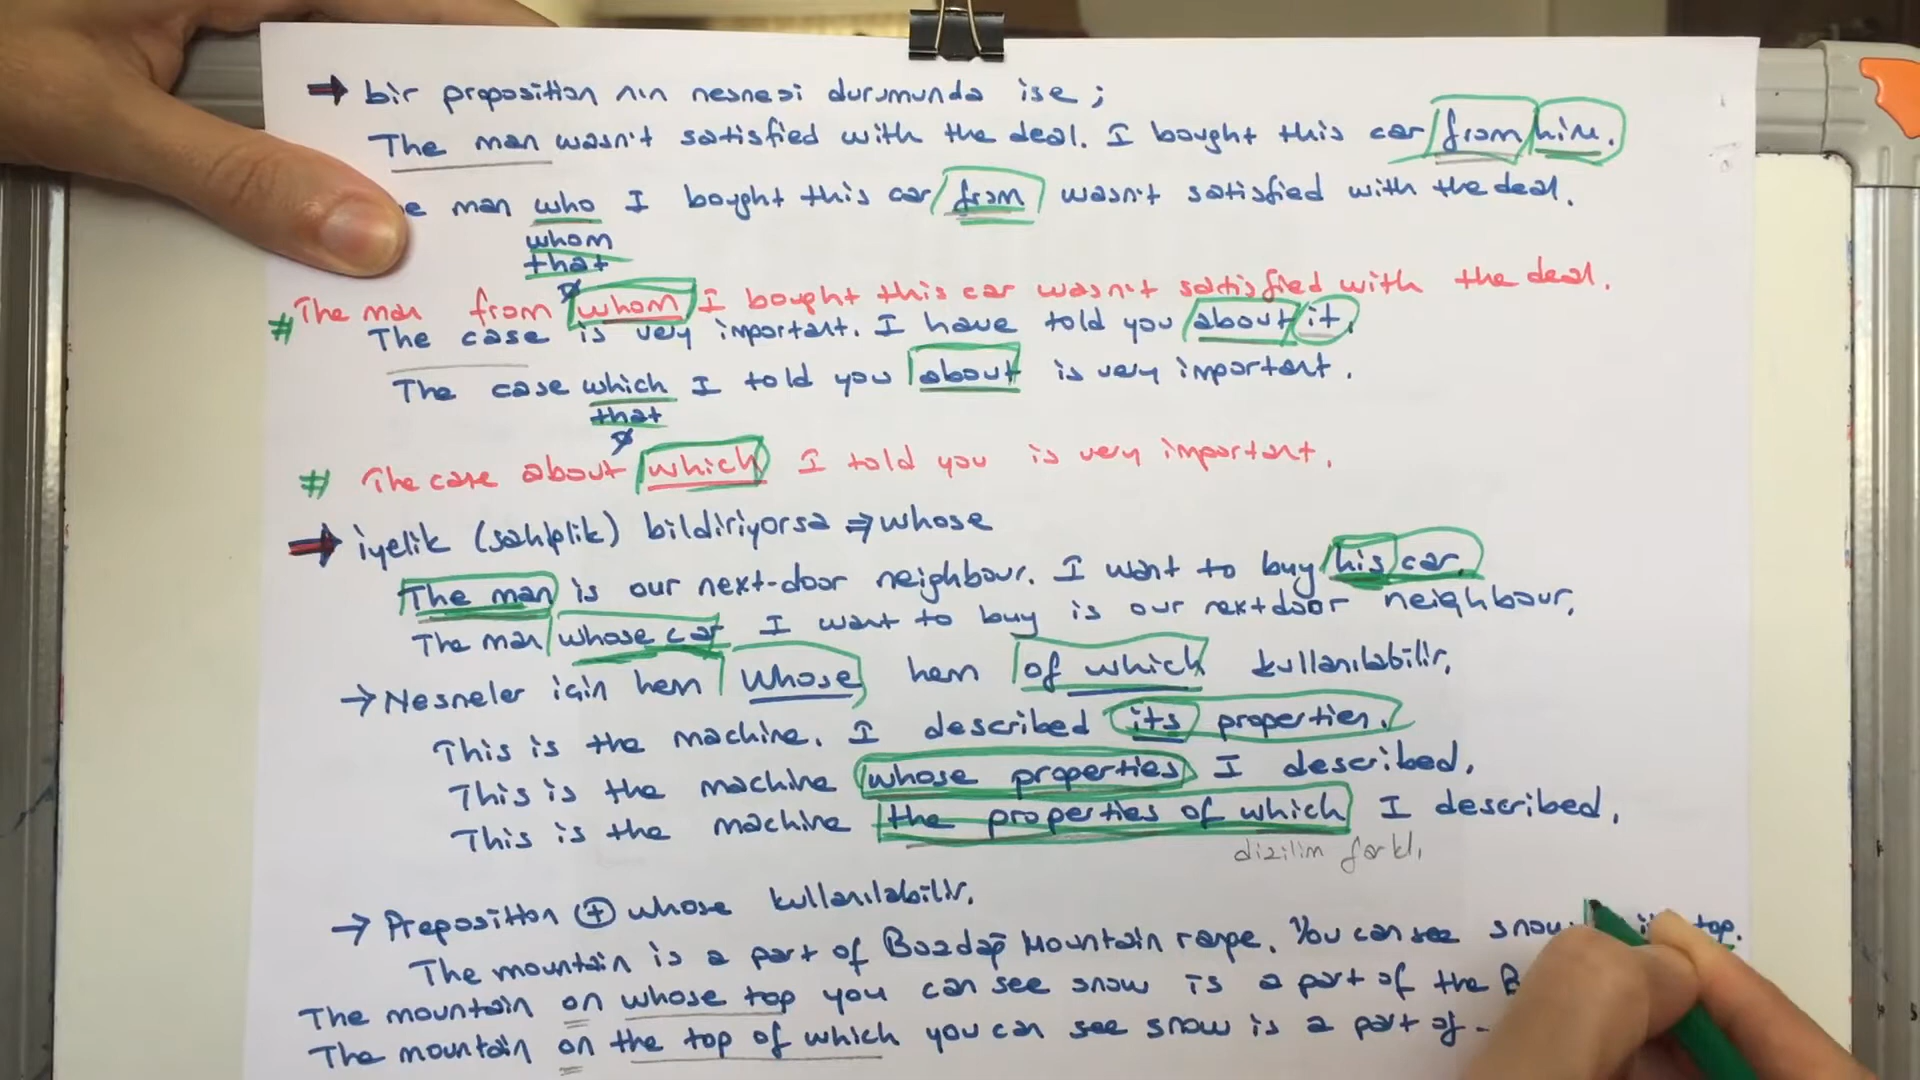 bir proposition nın nesnesi durumunda ise;
The man wasn't satisfied with the deal. I bought this car from him.
e man who I bought this car from wasn't satisfied with the deal.
whom
that
Ø
The man from whom I bought this car wasn't satisfied with the deal.
# The case is very important. I have told you about it.
The case which I told you about is very important.
that
Ø
# The case about which I told you is very important.
iyelik (sahiplik) bildiriyorsa ⇒ whose
The man is our next-door neighbour. I want to buy his car.
The man whose car I want to buy is our nextdoor neighbour.
→ Nesneler için hem whose hem of which kullanılabilir.
This is the machine. I described its properties.
This is the machine whose properties I described.
This is the machine the properties of which I described.
dizilim farklı
→ Preposition + whose kullanılabilir.
The mountain is a part of Bozdağ Mountain range. You can see snow top.
The mountain on whose top you can see snow is a part of the B
The mountain on the top of which you can see snow is a part of -